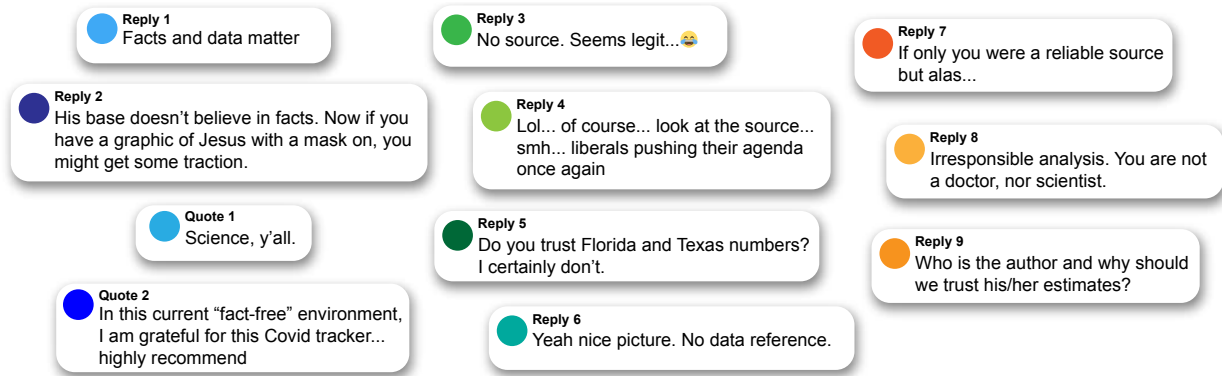 Reply 1
Facts and data matter
Reply 2
His base doesn’t believe in facts. Now if you
have a graphic of Jesus with a mask on, you
might get some traction.
Quote 1
Science, y’all.
Quote 2
In this current “fact-free” environment,
I am grateful for this Covid tracker...
highly recommend
Reply 3
No source. Seems legit...😂
Reply 4
Lol... of course... look at the source...
smh... liberals pushing their agenda
once again
Reply 5
Do you trust Florida and Texas numbers?
I certainly don’t.
Reply 6
Yeah nice picture. No data reference.
Reply 7
If only you were a reliable source
but alas...
Reply 8
Irresponsible analysis. You are not
a doctor, nor scientist.
Reply 9
Who is the author and why should
we trust his/her estimates?